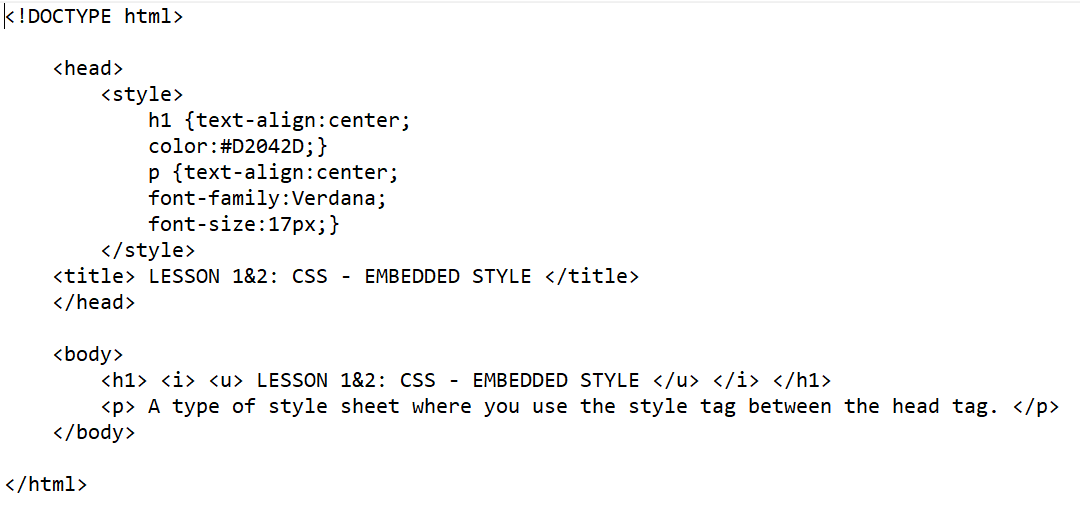 <!DOCTYPE html>
<head>
<style>
h1 {text-align:center;
color:#D2042D;}
p {text-align:center;
font-family:Verdana;
font-size:17px;}
</style>
<title> LESSON 1&2: CSS - EMBEDDED STYLE </title>
</head>
<body>
<h1> <i> <u> LESSON 1&2: CSS - EMBEDDED STYLE </u> </i> </h1>
<p> A type of style sheet where you use the style tag between the head tag. </p>
</body>
</html>